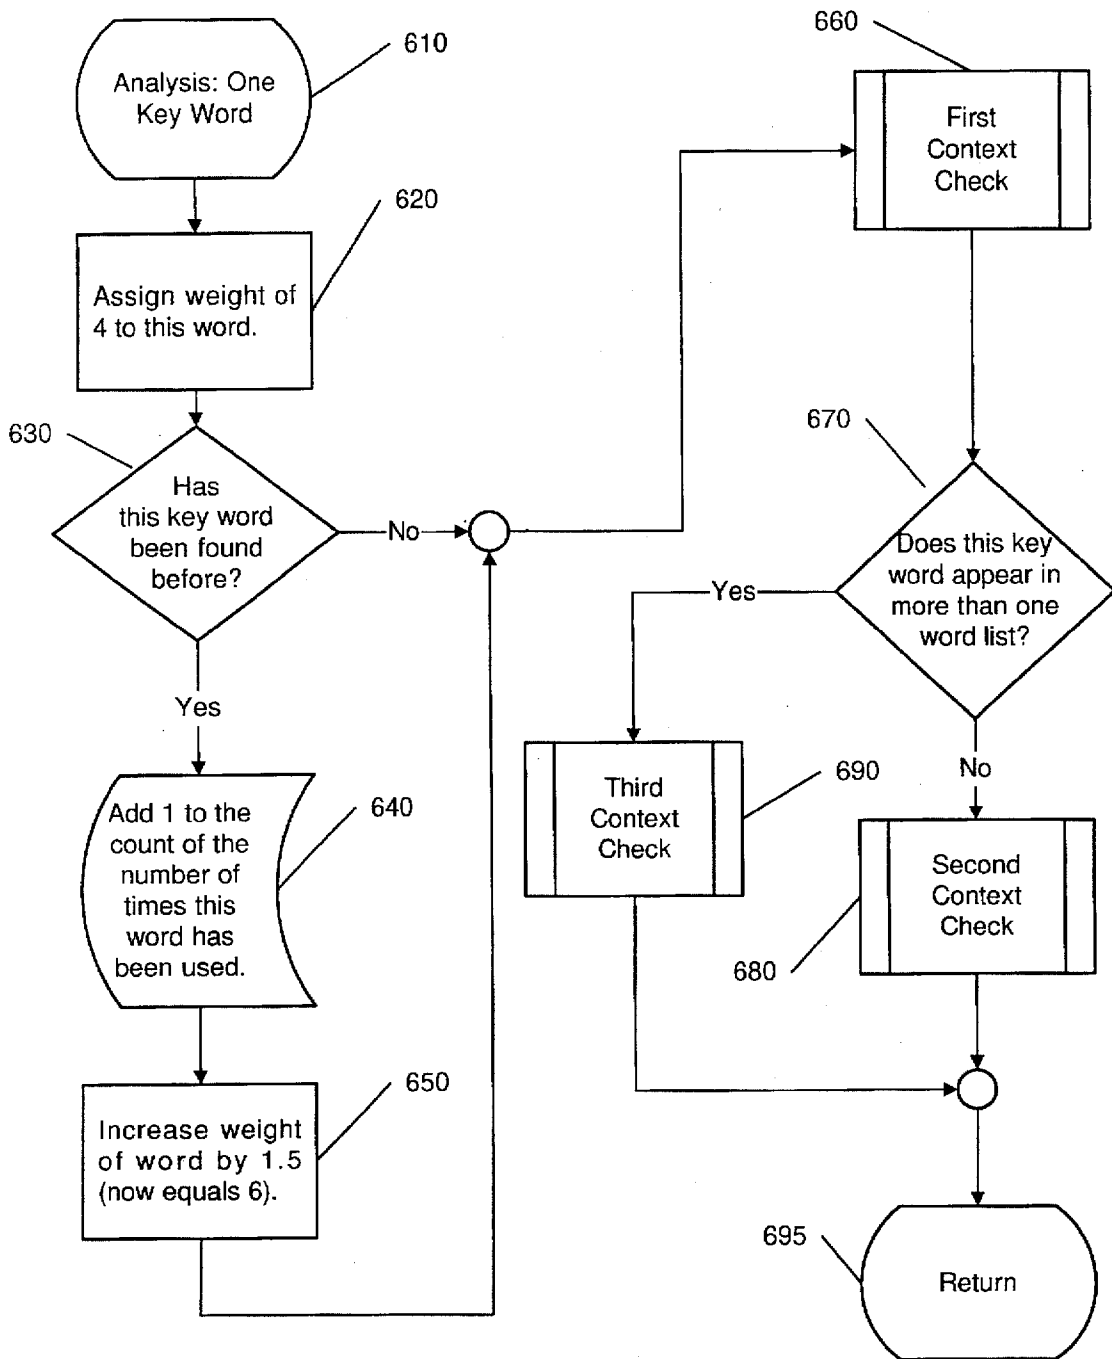 610
Analysis: One
Key Word
620
Assign weight of
4 to this word.
630
Has
this key word
been found
before?
No
Yes
640
Add 1 to the
count of the
number of
times this
word has
been used.
650
Increase weight
of word by 1.5
(now equals 6).
660
First
Context
Check
670
Does this key
word appear in
more than one
word list?
Yes
No
690
Third
Context
Check
680
Second
Context
Check
695
Return